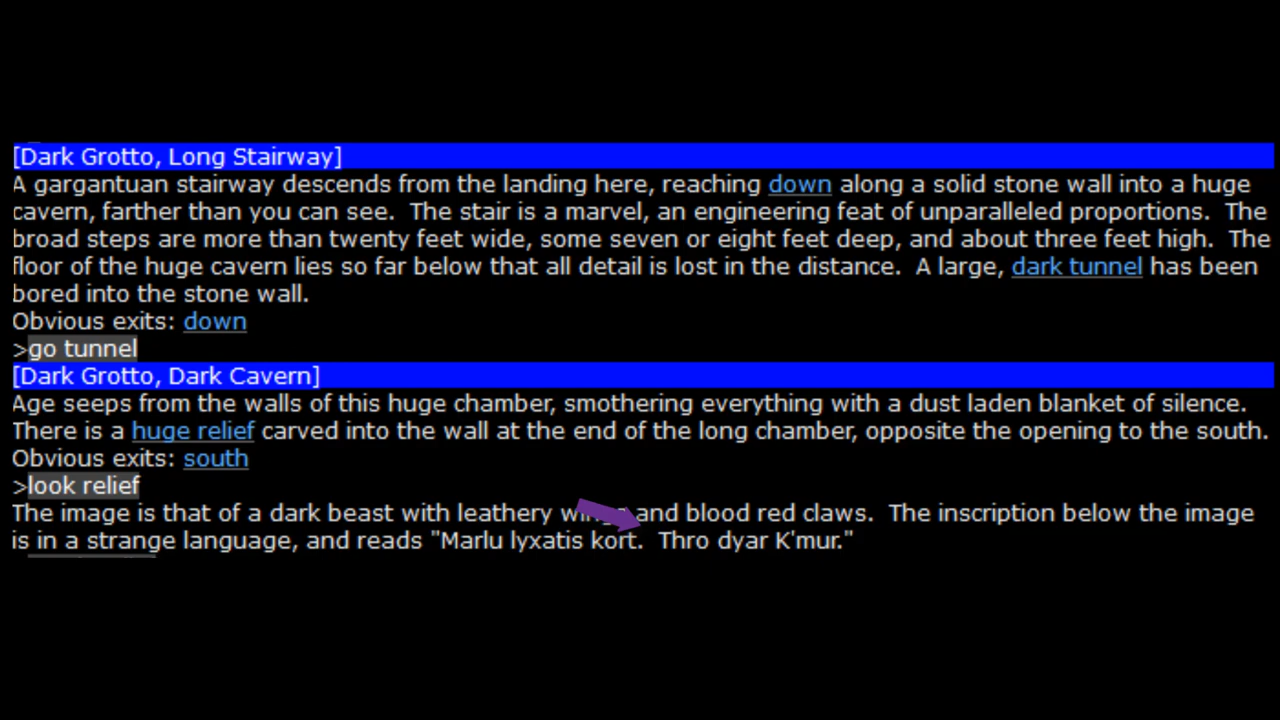 [Dark Grotto, Long Stairway]
A gargantuan stairway descends from the landing here, reaching down along a solid stone wall into a huge
cavern, farther than you can see.  The stair is a marvel, an engineering feat of unparalleled proportions.  The
broad steps are more than twenty feet wide, some seven or eight feet deep, and about three feet high.  The
floor of the huge cavern lies so far below that all detail is lost in the distance.  A large, dark tunnel has been
bored into the stone wall.
Obvious exits: down
>go tunnel
[Dark Grotto, Dark Cavern]
Age seeps from the walls of this huge chamber, smothering everything with a dust laden blanket of silence.
There is a huge relief carved into the wall at the end of the long chamber, opposite the opening to the south.
Obvious exits: south
>look relief
The image is that of a dark beast with leathery wings and blood red claws.  The inscription below the image
is in a strange language, and reads "Marlu lyxatis kort.  Thro dyar K'mur."